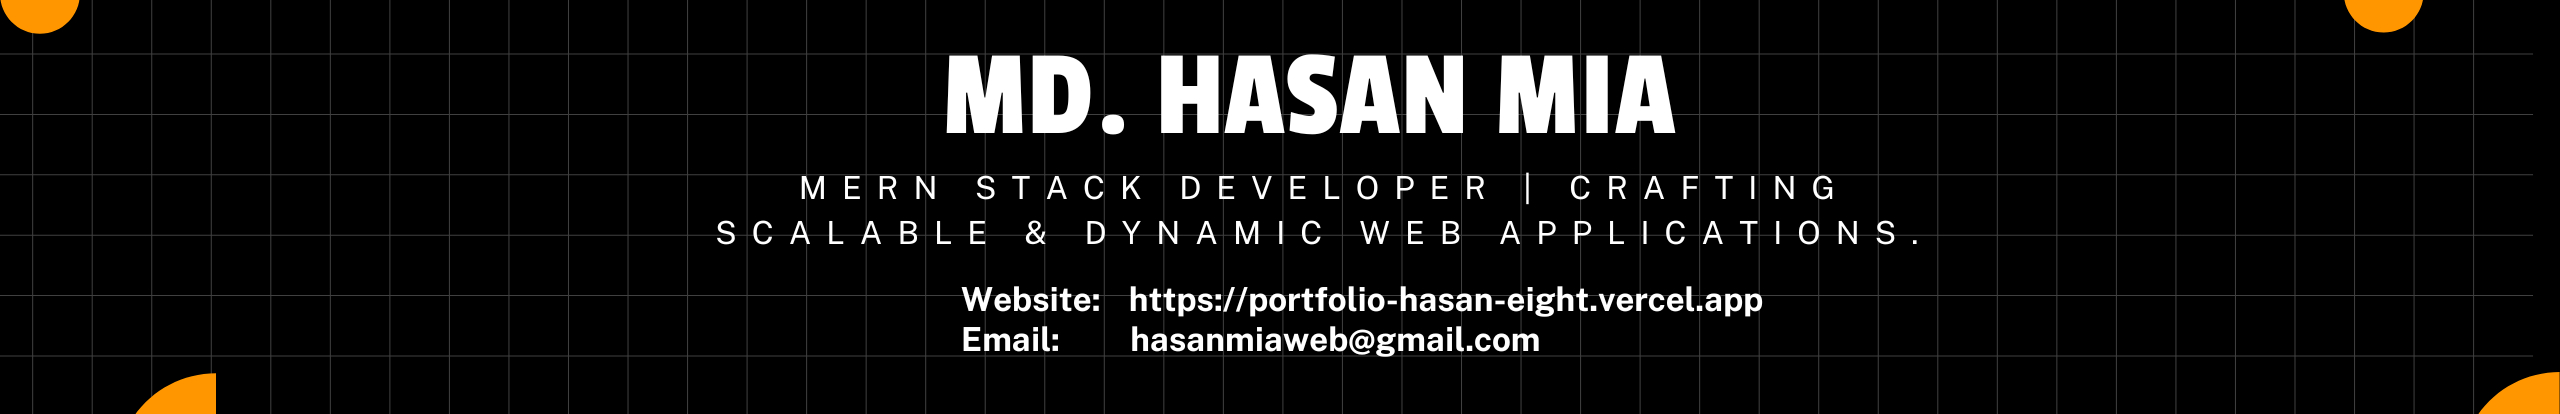 MD. HASAN MIA
MERN STACK DEVELOPER | CRAFTING
SCALABLE & DYNAMIC WEB APPLICATIONS.
Website: https://portfolio-hasan-eight.vercel.app
Email: hasanmiaweb@gmail.com